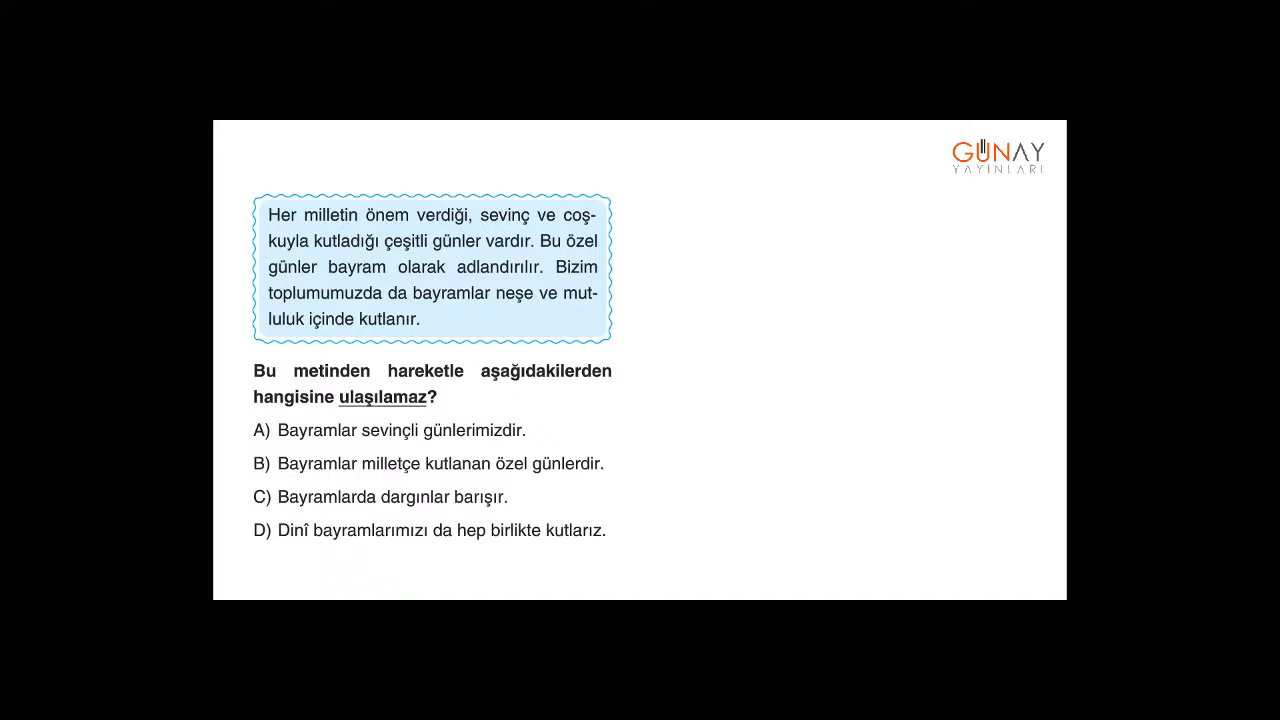 GÜNAY
YAYINLARI
Her milletin önem verdiği, sevinç ve coş-
kuyla kutladığı çeşitli günler vardır. Bu özel
günler bayram olarak adlandırılır. Bizim
toplumumuzda da bayramlar neşe ve mut-
luluk içinde kutlanır.
Bu metinden hareketle aşağıdakilerden
hangisine ulaşılamaz?
A) Bayramlar sevinçli günlerimizdir.
B) Bayramlar milletçe kutlanan özel günlerdir.
C) Bayramlarda dargınlar barışır.
D) Dinî bayramlarımızı da hep birlikte kutlarız.